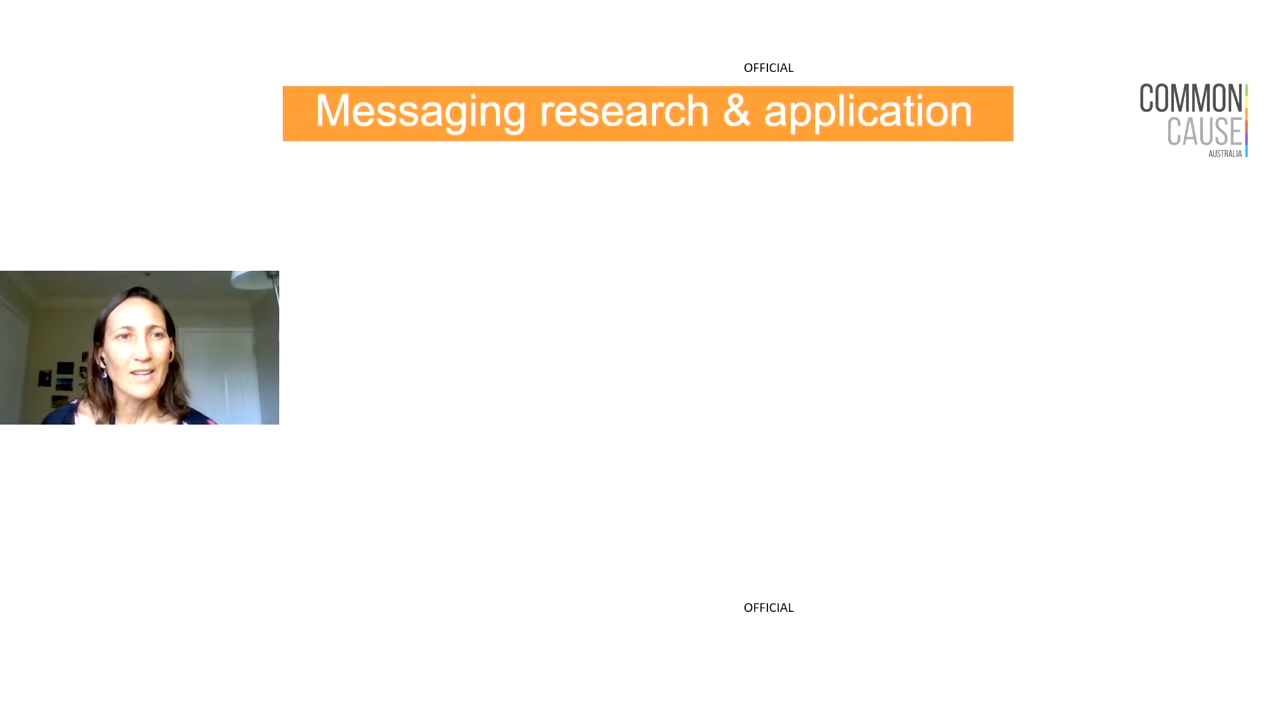 OFFICIAL
Messaging research & application
COMMON
CAUSE
AUSTRALIA
OFFICIAL